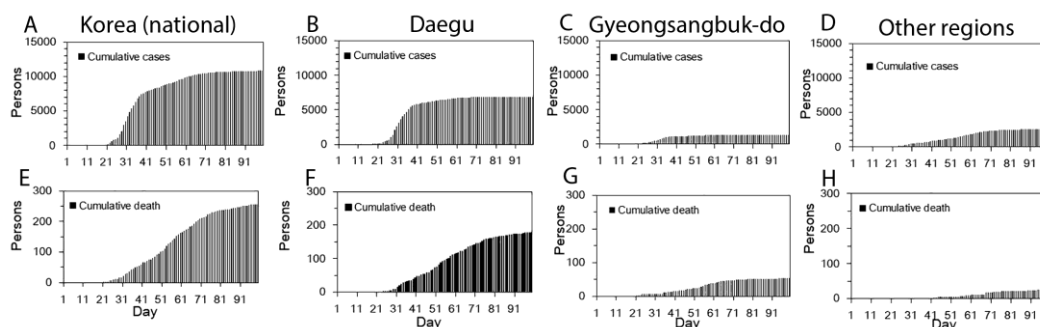 A Korea (national)
15000
Cumulative cases
10000
5000
0
Persons
1 11 21 31 41 51 61 71 81 91
B Daegu
15000
Cumulative cases
10000
5000
0
Persons
1 11 21 31 41 51 61 71 81 91
C Gyeongsangbuk-do
15000
Cumulative cases
10000
5000
0
Persons
1 11 21 31 41 51 61 71 81 91
D Other regions
15000
Cumulative cases
10000
5000
0
Persons
1 11 21 31 41 51 61 71 81 91
E
300
Cumulative death
200
100
0
Persons
1 11 21 31 41 51 61 71 81 91
Day
F
300
Cumulative death
200
100
0
Persons
1 11 21 31 41 51 61 71 81 91
Day
G
300
Cumulative death
200
100
0
Persons
1 11 21 31 41 51 61 71 81 91
Day
H
300
Cumulative death
200
100
0
Persons
1 11 21 31 41 51 61 71 81 91
Day